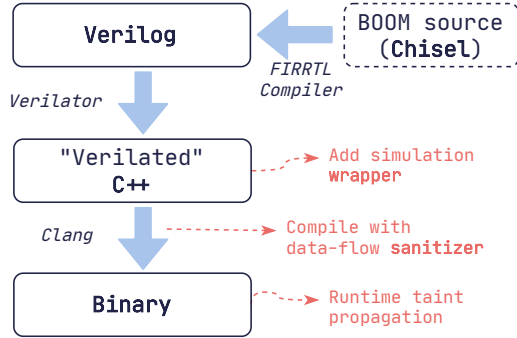 Verilog
BOOM source
(Chisel)
FIRRTL
Compiler
Verilator
"Verilated"
C++
Add simulation
wrapper
Clang
Compile with
data-flow sanitizer
Binary
Runtime taint
propagation